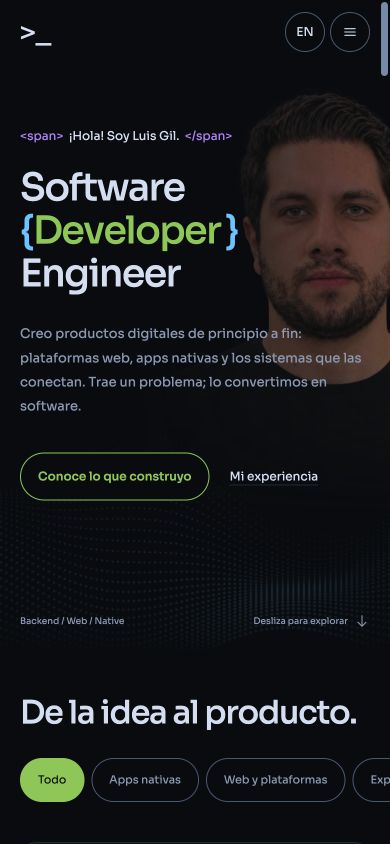 >_
EN
<span> ¡Hola! Soy Luis Gil. </span>
Software
{Developer}
Engineer
Creo productos digitales de principio a fin:
plataformas web, apps nativas y los sistemas que las
conectan. Trae un problema; lo convertimos en
software.
Conoce lo que construyo
Mi experiencia
Backend / Web / Native
Desliza para explorar
De la idea al producto.
Todo
Apps nativas
Web y plataformas
Exp